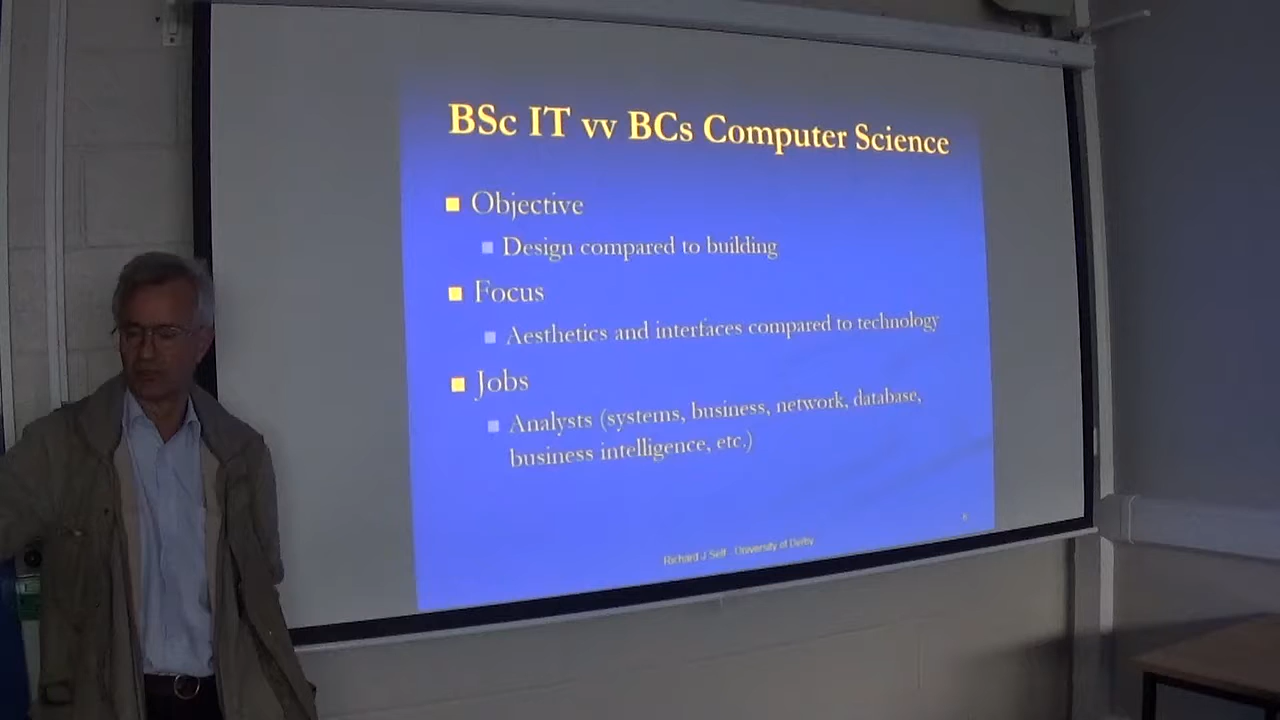 BSc IT vv BCs Computer Science
Objective
Design compared to building
Focus
Aesthetics and interfaces compared to technology
Jobs
Analysts (systems, business, network, database,
business intelligence, etc.)
Richard J Self - University of Derby